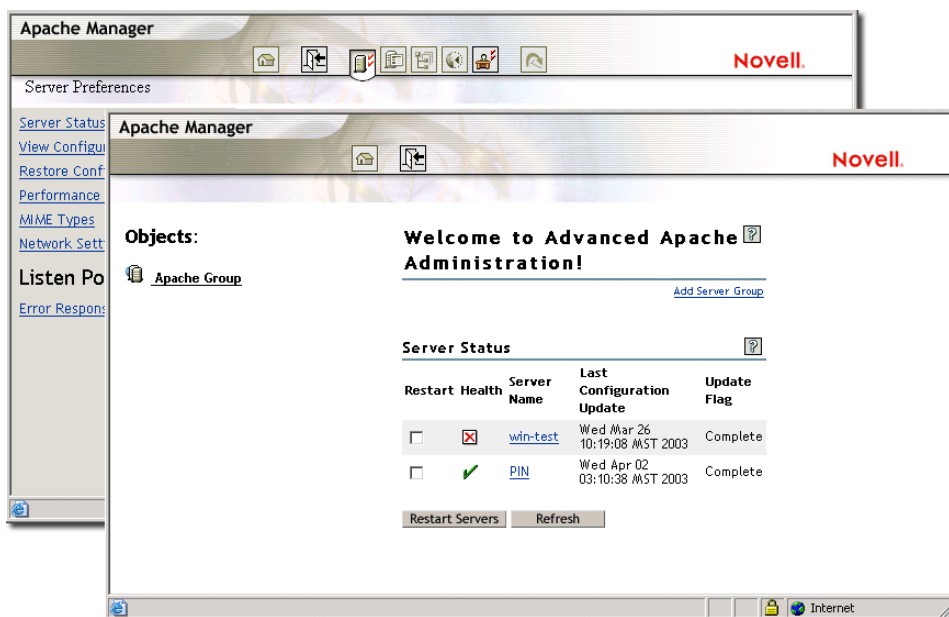 Apache Manager
Novell.
Server Preferences
Server Status
View Configu
Restore Conf
Performance
MIME Types
Network Sett
Listen Po
Error Respons
Apache Manager
Novell.
Objects:
Apache Group
Welcome to Advanced Apache
Administration!
Add Server Group
Server Status
Restart Health Server Name Last Configuration Update Update Flag
win-test Wed Mar 26 10:19:08 MST 2003 Complete
PIN Wed Apr 02 03:10:38 MST 2003 Complete
Restart Servers Refresh
Internet